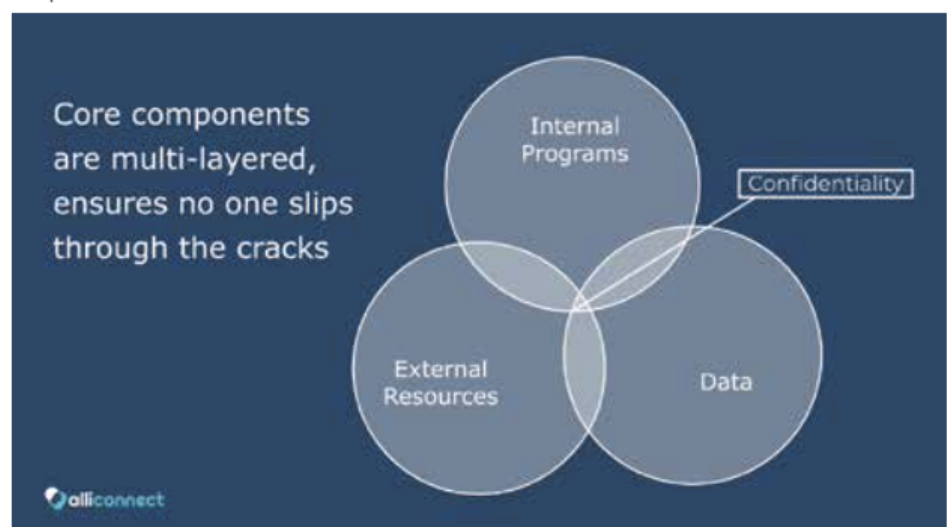 Core components
are multi-layered,
ensures no one slips
through the cracks
Internal
Programs
Confidentiality
External
Resources
Data
alliconnect